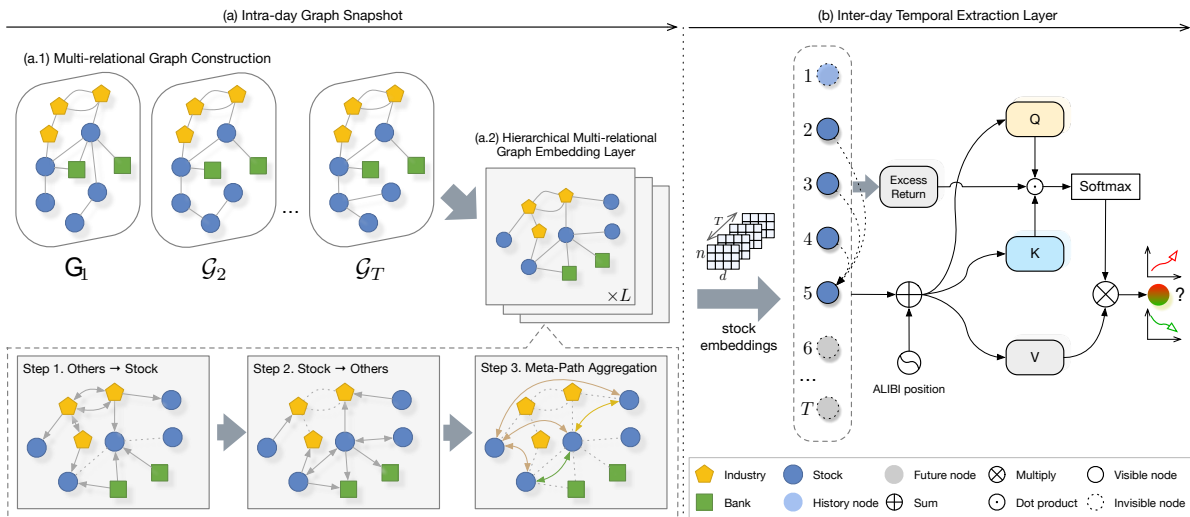 (a) Intra-day Graph Snapshot
(b) Inter-day Temporal Extraction Layer
(a.1) Multi-relational Graph Construction
G1
𝒢2
...
𝒢T
(a.2) Hierarchical Multi-relational
Graph Embedding Layer
×L
T
n
d
stock
embeddings
1
2
3
4
5
6
...
T
Excess
Return
Q
K
V
Softmax
ALIBI position
?
Step 1. Others → Stock
Step 2. Stock → Others
Step 3. Meta-Path Aggregation
Industry
Stock
Future node
Multiply
Visible node
Bank
History node
Sum
Dot product
Invisible node